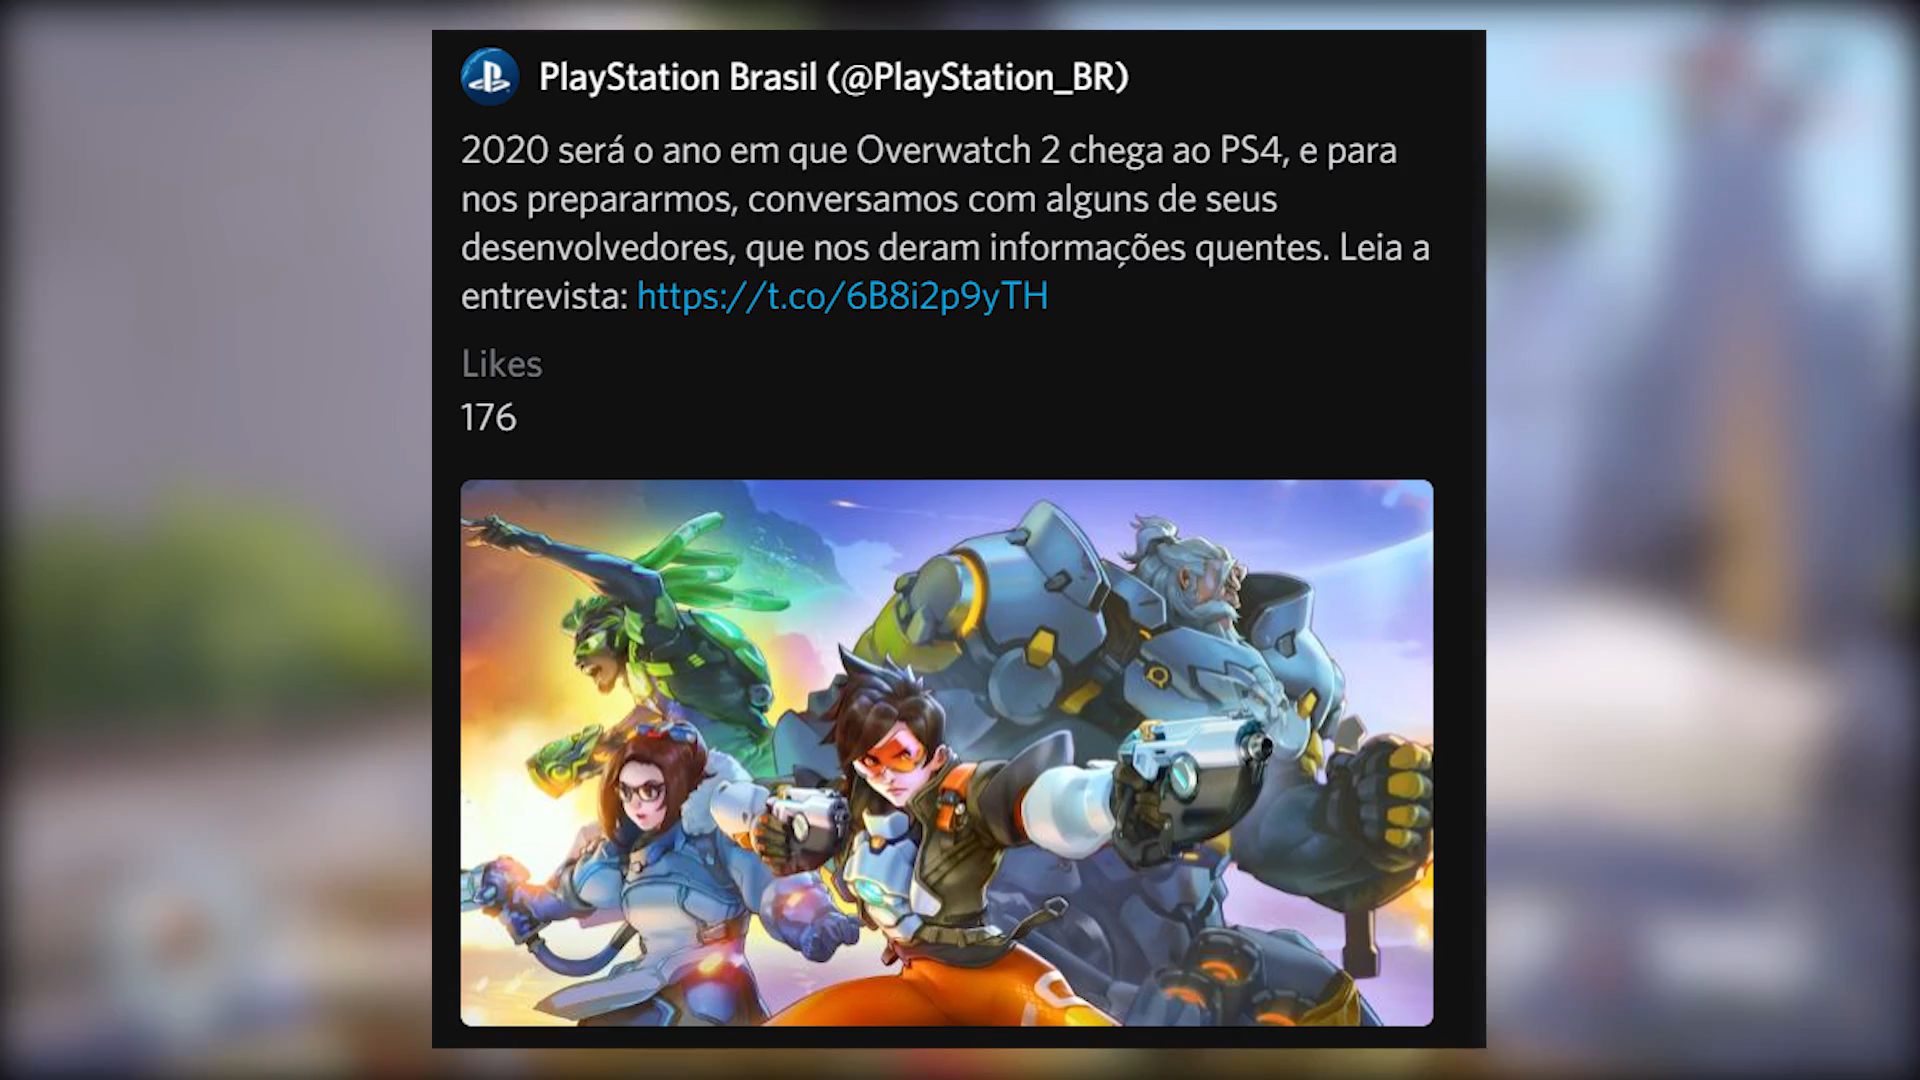 PlayStation Brasil (@PlayStation_BR)
2020 será o ano em que Overwatch 2 chega ao PS4, e para
nos prepararmos, conversamos com alguns de seus
desenvolvedores, que nos deram informações quentes. Leia a
entrevista: https://t.co/6B8i2p9yTH
Likes
176